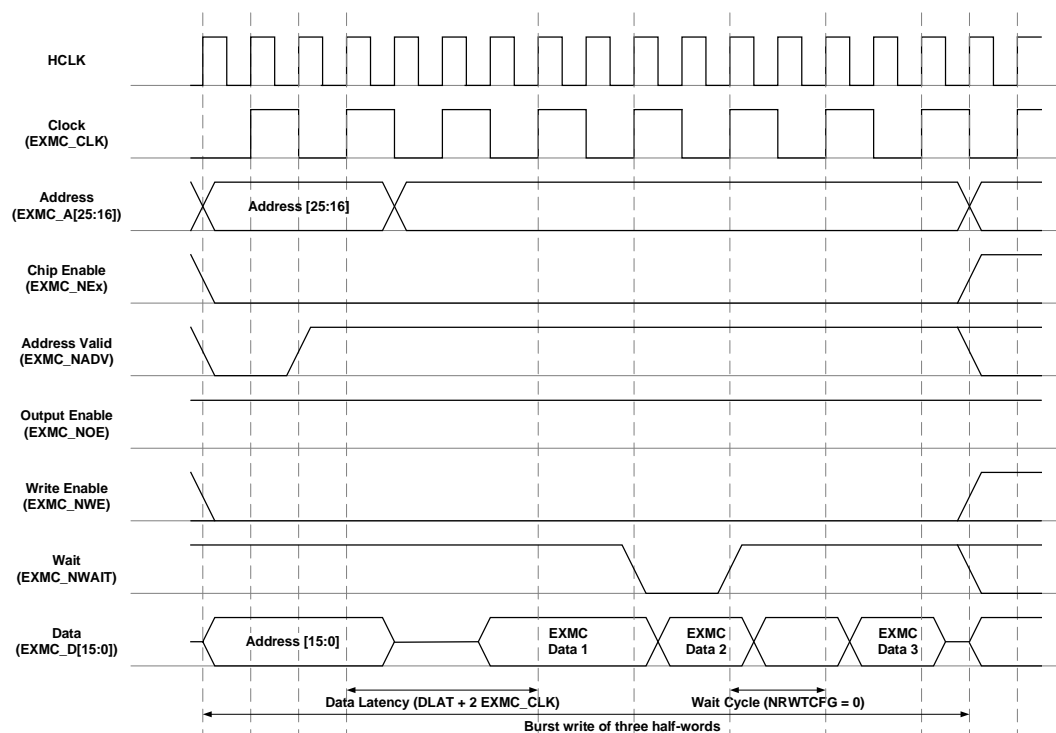 HCLK
Clock
(EXMC_CLK)
Address
(EXMC_A[25:16])
Address [25:16]
Chip Enable
(EXMC_NEx)
Address Valid
(EXMC_NADV)
Output Enable
(EXMC_NOE)
Write Enable
(EXMC_NWE)
Wait
(EXMC_NWAIT)
Data
(EXMC_D[15:0])
Address [15:0]
EXMC
Data 1
EXMC
Data 2
EXMC
Data 3
Data Latency (DLAT + 2 EXMC_CLK)
Wait Cycle (NRWTCFG = 0)
Burst write of three half-words